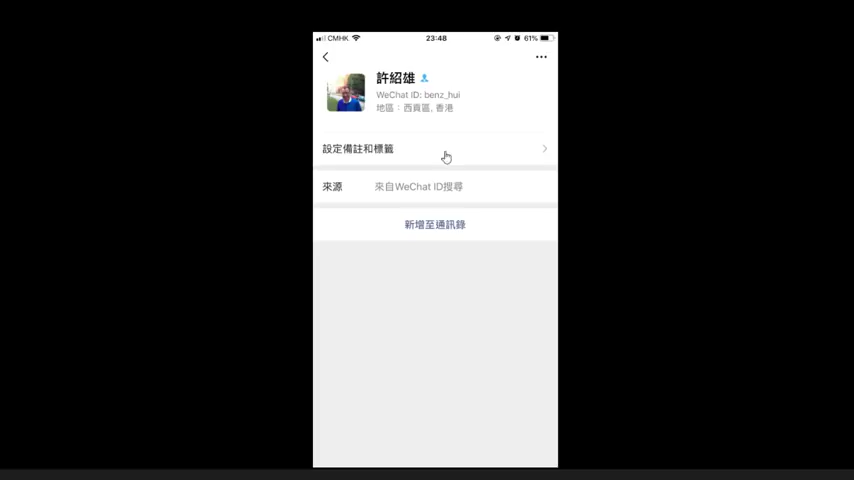 CMHK
23:48
61%
許紹雄
WeChat ID: benz_hui
地區：西貢區, 香港
設定備註和標籤
來源 來自WeChat ID搜尋
新增至通訊錄